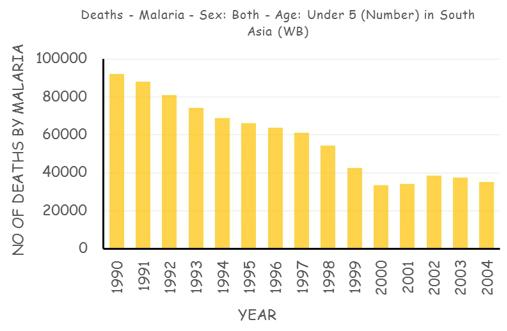 Deaths - Malaria - Sex: Both - Age: Under 5 (Number) in South
Asia (WB)
NO OF DEATHS BY MALARIA
100000
80000
60000
40000
20000
0
1990 1991 1992 1993 1994 1995 1996 1997 1998 1999 2000 2001 2002 2003 2004
YEAR